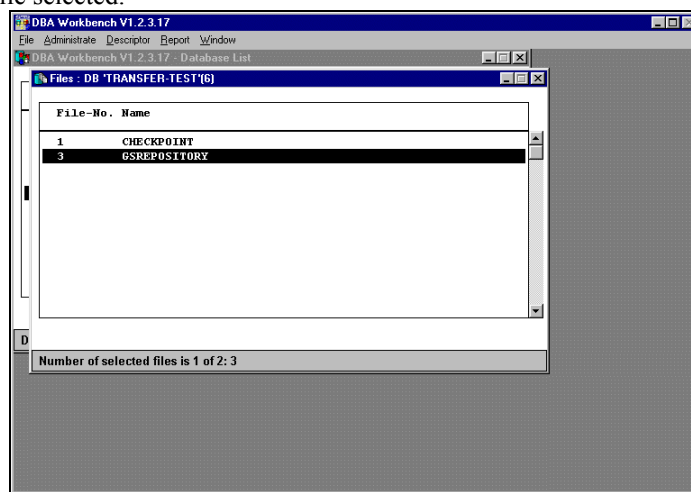 ne selected.
DBA Workbench V1.2.3.17
File Administrate Descriptor Report Window
DBA Workbench V1.2.3.17 - Database List
Files : DB 'TRANSFER-TEST'(6)
File-No. Name
1 CHECKPOINT
3 GSREPOSITORY
D
Number of selected files is 1 of 2: 3